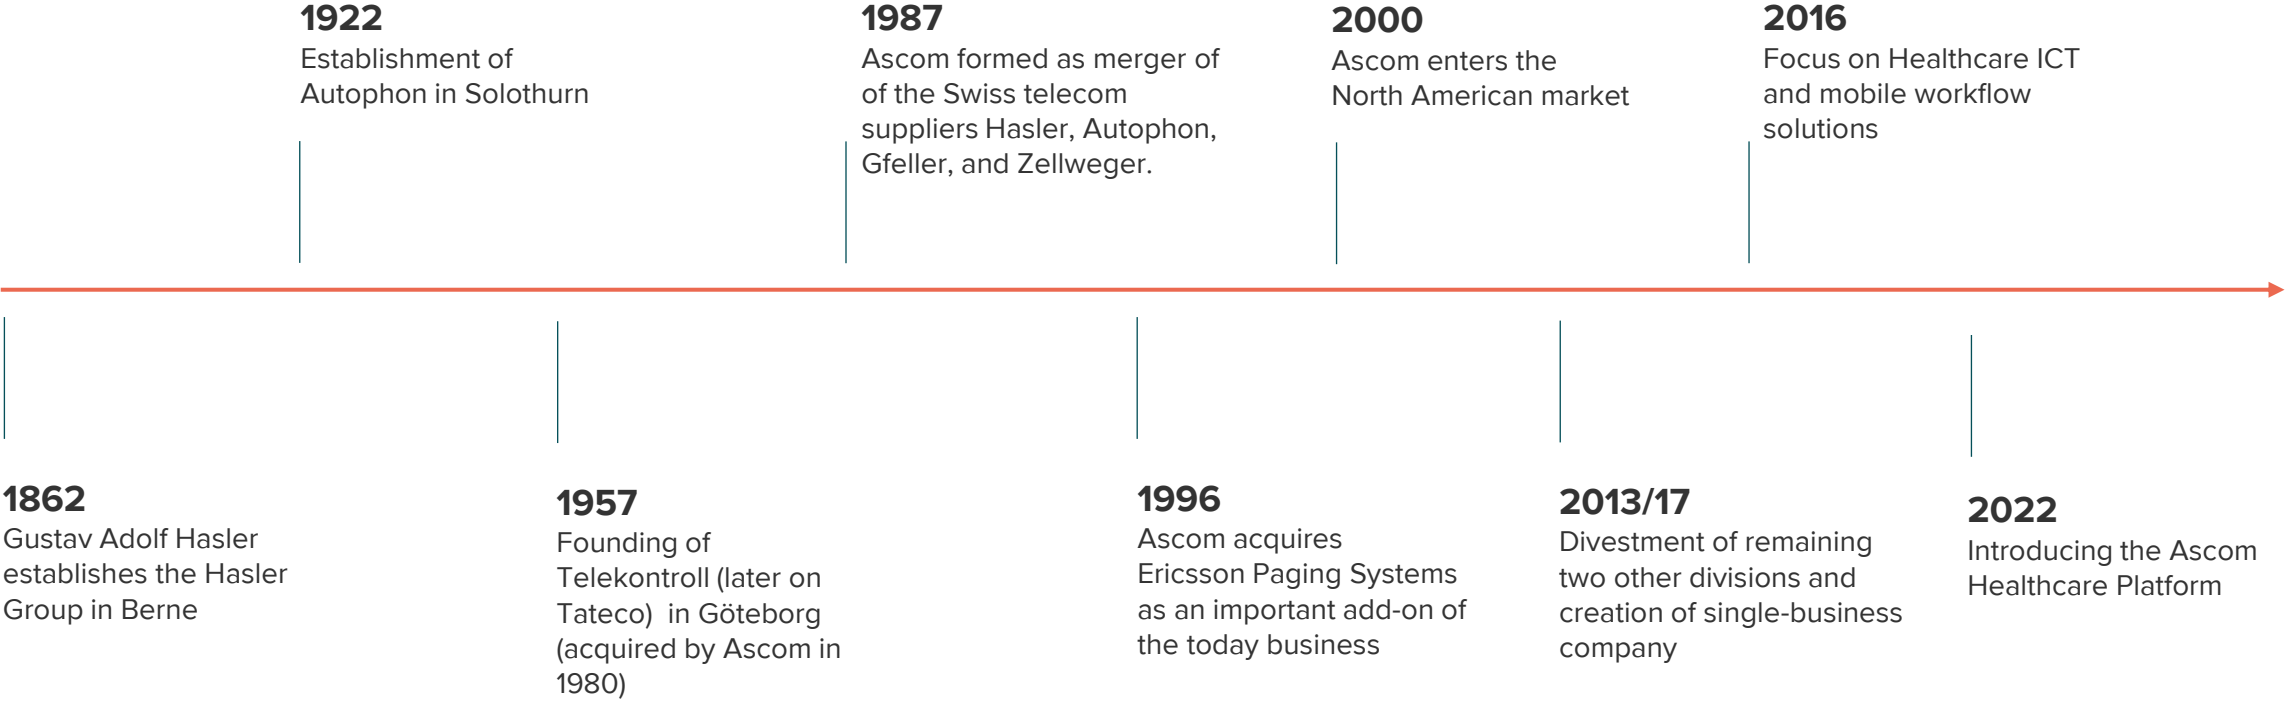 1922
Establishment of
Autophon in Solothurn
1987
Ascom formed as merger of
of the Swiss telecom
suppliers Hasler, Autophon,
Gfeller, and Zellweger.
2000
Ascom enters the
North American market
2016
Focus on Healthcare ICT
and mobile workflow
solutions
1862
Gustav Adolf Hasler
establishes the Hasler
Group in Berne
1957
Founding of
Telekontroll (later on
Tateco)  in Göteborg
(acquired by Ascom in
1980)
1996
Ascom acquires
Ericsson Paging Systems
as an important add-on of
the today business
2013/17
Divestment of remaining
two other divisions and
creation of single-business
company
2022
Introducing the Ascom
Healthcare Platform